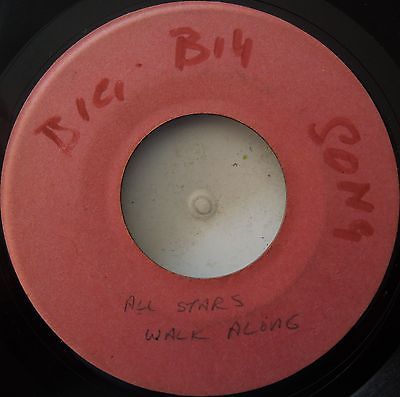 BIG. BIG
SONG
ALL STARS
WALK ALONG